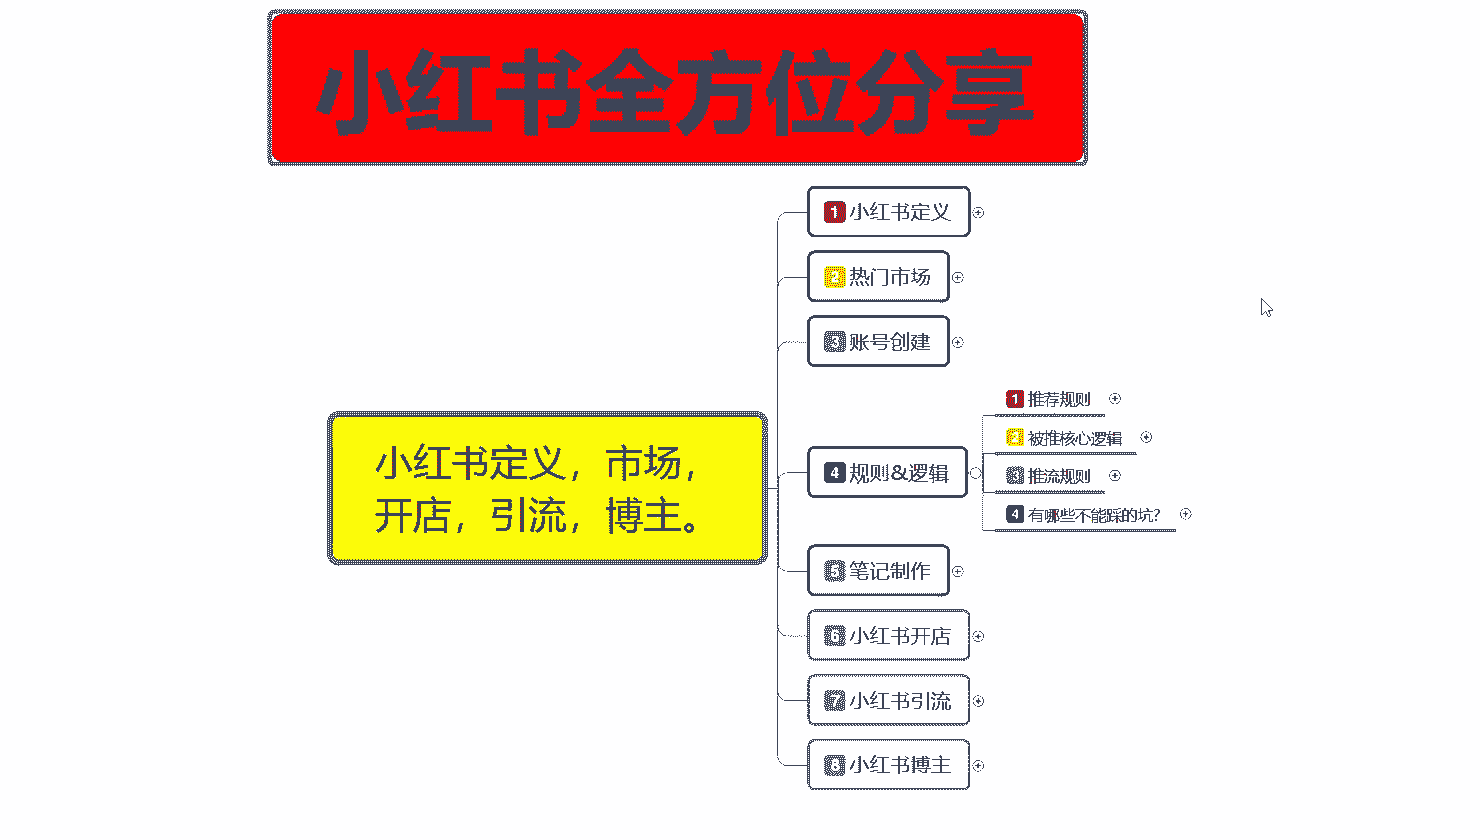 小红书全方位分享
1 小红书定义
2 热门市场
3 账号创建
小红书定义，市场，
开店，引流，博主。
4 规则&逻辑
1 推荐规则
2 被推核心逻辑
3 推流规则
4 有哪些不能踩的坑？
5 笔记制作
6 小红书开店
7 小红书引流
8 小红书博主